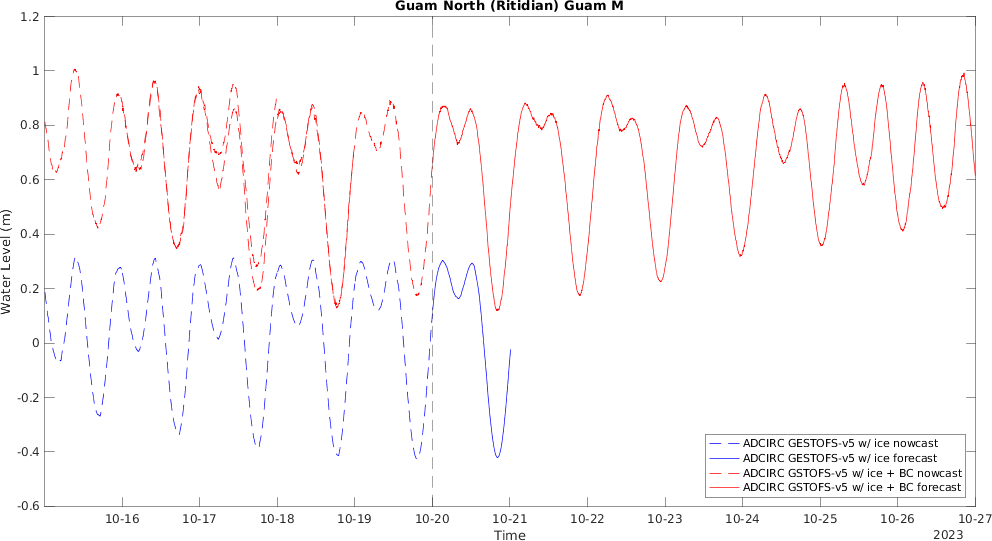 Guam North (Ritidian) Guam M
1.2
1
0.8
0.6
0.4
0.2
0
-0.2
-0.4
-0.6
Water Level (m)
10-16 10-17 10-18 10-19 10-20 10-21 10-22 10-23 10-24 10-25 10-26 10-27
Time
2023
ADCIRC GESTOFS-v5 w/ ice nowcast
ADCIRC GESTOFS-v5 w/ ice forecast
ADCIRC GSTOFS-v5 w/ ice + BC nowcast
ADCIRC GSTOFS-v5 w/ ice + BC forecast